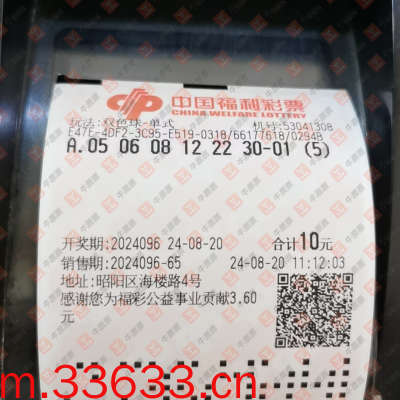 中国福利彩票
CHINA WELFARE LOTTERY
玩法:双色球-单式 机号:53041308
E47E-4DF2-3C95-E519-0318/66177618/0294B
A.05 06 08 12 22 30-01 (5)
开奖期:2024096 24-08-20 合计10元
销售期:2024096-65 24-08-20 11:12:03
地址:昭阳区海楼路4号
感谢您为福彩公益事业贡献3.60
元
m.33633.cn